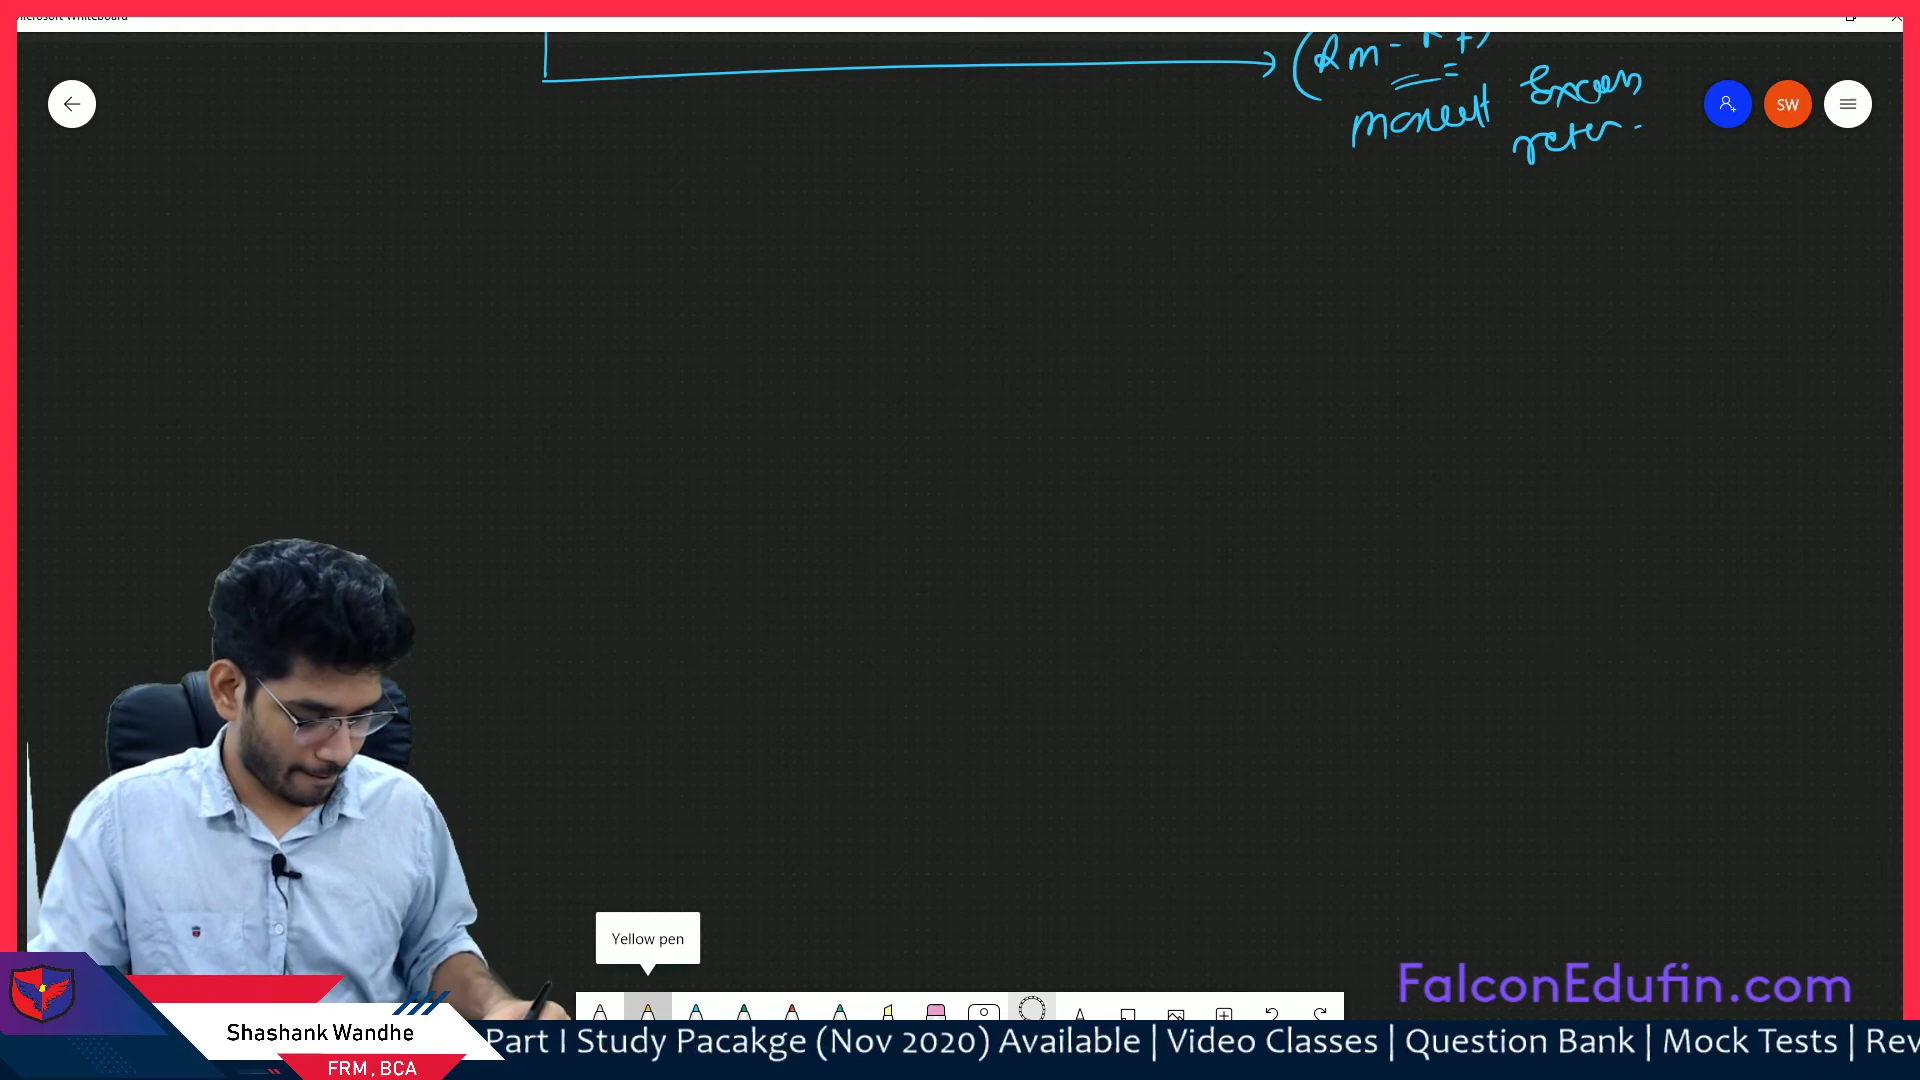 Microsoft Whiteboard
(Rm - Rf)
market Excess
retur.
SW
Yellow pen
FalconEdufin.com
Shashank Wandhe
FRM, BCA
Part I Study Pacakge (Nov 2020) Available | Video Classes | Question Bank | Mock Tests | Rev